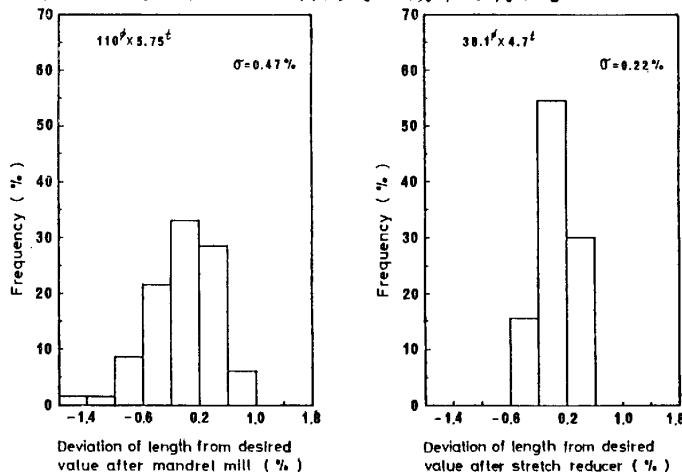 70
60
50
40
30
20
10
0
Frequency (%)
110ᶲ×5.75ᵗ
σ=0.47%
-1.4 -0.6 0.2 1.0 1.8
Deviation of length from desired
value after mandrel mill (%)
70
60
50
40
30
20
10
0
Frequency (%)
38.1ᶲ×4.7ᵗ
σ=0.22%
-1.4 -0.6 0.2 1.0 1.8
Deviation of length from desired
value after stretch reducer (%)